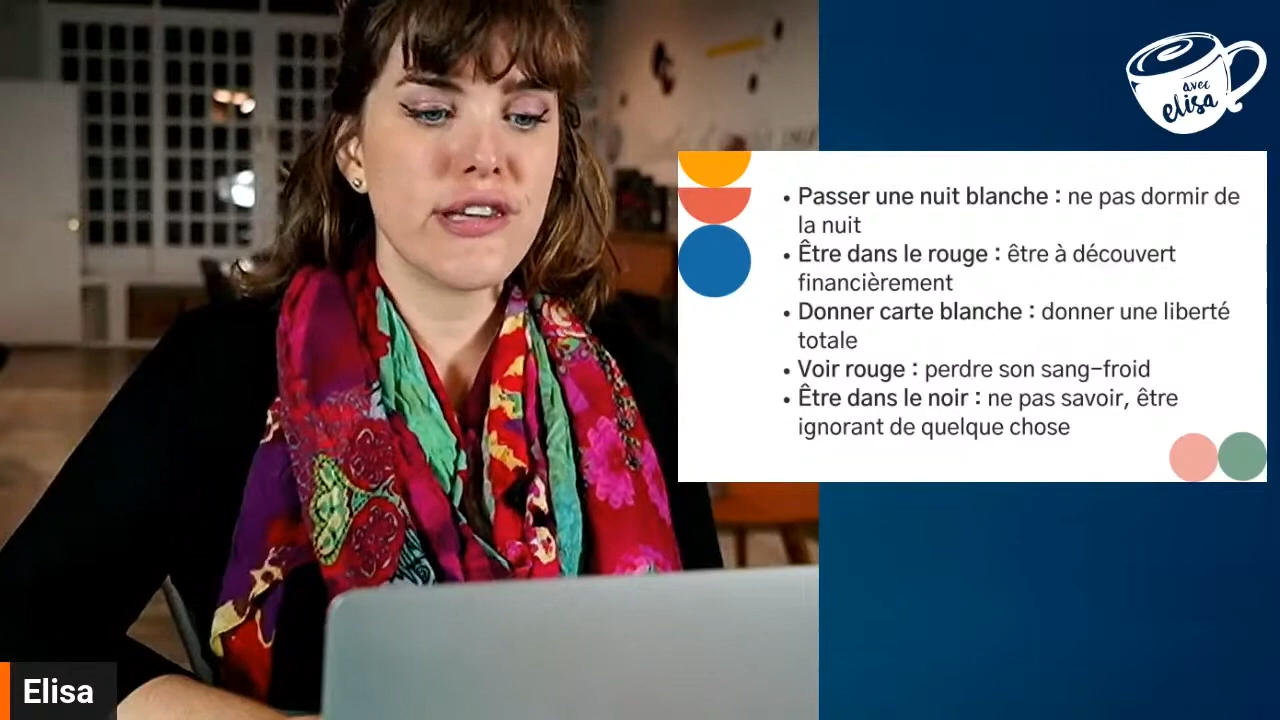 avec
elisa
• Passer une nuit blanche : ne pas dormir de
la nuit
• Être dans le rouge : être à découvert
financièrement
• Donner carte blanche : donner une liberté
totale
• Voir rouge : perdre son sang-froid
• Être dans le noir : ne pas savoir, être
ignorant de quelque chose
Elisa